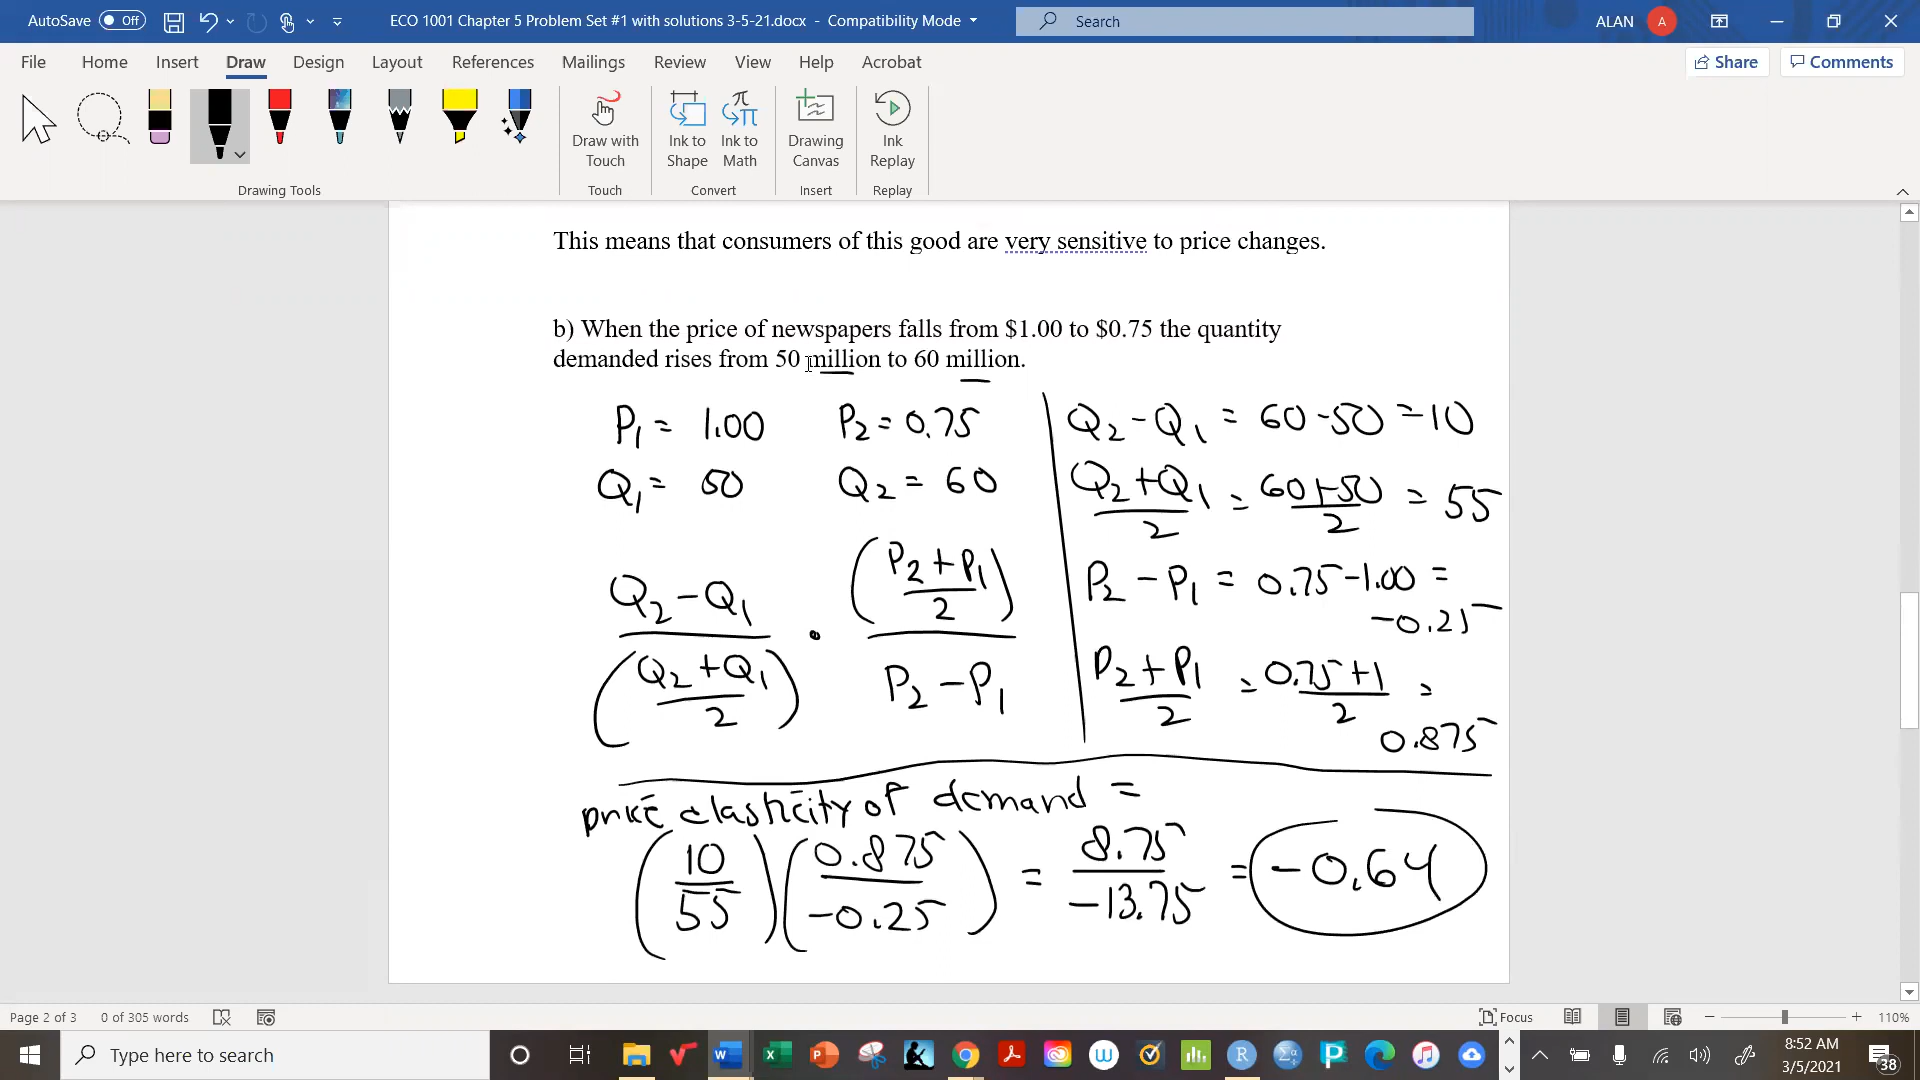 AutoSave Off ECO 1001 Chapter 5 Problem Set #1 with solutions 3-5-21.docx - Compatibility Mode Search ALAN A
File Home Insert Draw Design Layout References Mailings Review View Help Acrobat Share Comments
Draw with Touch
Ink to Shape
Ink to Math
Drawing Canvas
Ink Replay
Drawing Tools Touch Convert Insert Replay
This means that consumers of this good are very sensitive to price changes.
b) When the price of newspapers falls from $1.00 to $0.75 the quantity
demanded rises from 50 million to 60 million.
P₁ = 1.00 P₂ = 0.75
Q₁ = 50 Q₂ = 60
(Q₂ - Q₁) / ((Q₂ + Q₁)/2) · ((P₂ + P₁)/2) / (P₂ - P₁)
Q₂ - Q₁ = 60 - 50 = 10
(Q₂ + Q₁)/2 = (60 + 50)/2 = 55
P₂ - P₁ = 0.75 - 1.00 =
-0.25
(P₂ + P₁)/2 = (0.75 + 1)/2 =
0.875
price elasticity of demand =
(10/55) (0.875/-0.25) = 8.75/-13.75 = -0.64
Page 2 of 3 0 of 305 words Focus 110%
Type here to search 8:52 AM
3/5/2021 38